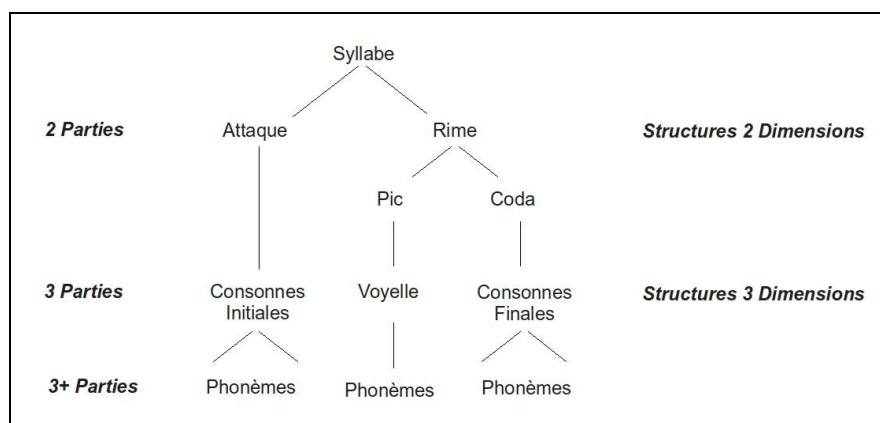 Syllabe
2 Parties Attaque Rime Structures 2 Dimensions
Pic Coda
3 Parties Consonnes Voyelle Consonnes Structures 3 Dimensions
Initiales Finales
3+ Parties Phonèmes Phonèmes Phonèmes